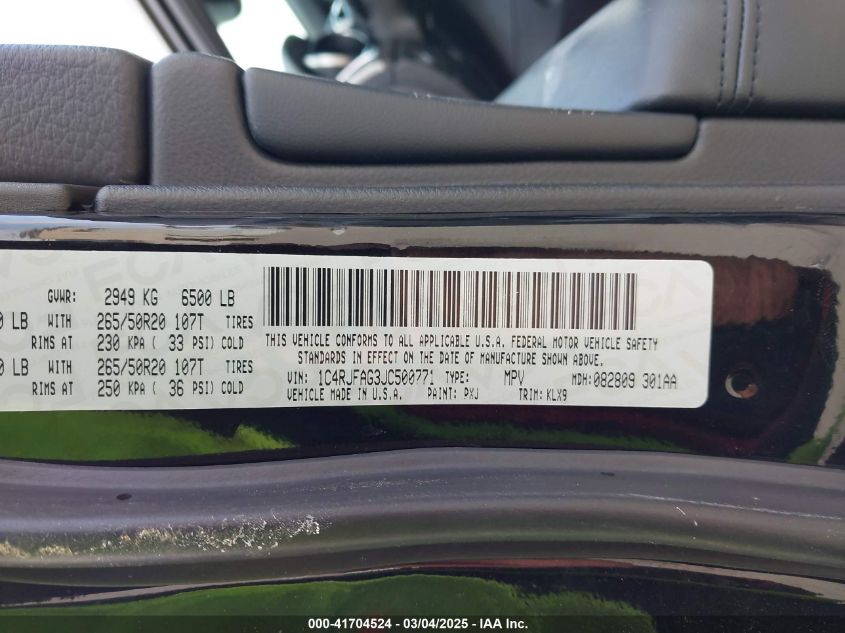 GVWR: 2949 KG 6500 LB
0 LB WITH 265/50R20 107T TIRES
RIMS AT 230 KPA ( 33 PSI) COLD
0 LB WITH 265/50R20 107T TIRES
RIMS AT 250 KPA ( 36 PSI) COLD
THIS VEHICLE CONFORMS TO ALL APPLICABLE U.S.A. FEDERAL MOTOR VEHICLE SAFETY
STANDARDS IN EFFECT ON THE DATE OF MANUFACTURE SHOWN ABOVE.
VIN: 1C4RJFAG3JC500771 TYPE: MPV MDH: 082809 301AA
VEHICLE MADE IN U.S.A. PAINT: PXJ TRIM: KLX9
000-41704524 - 03/04/2025 - IAA Inc.